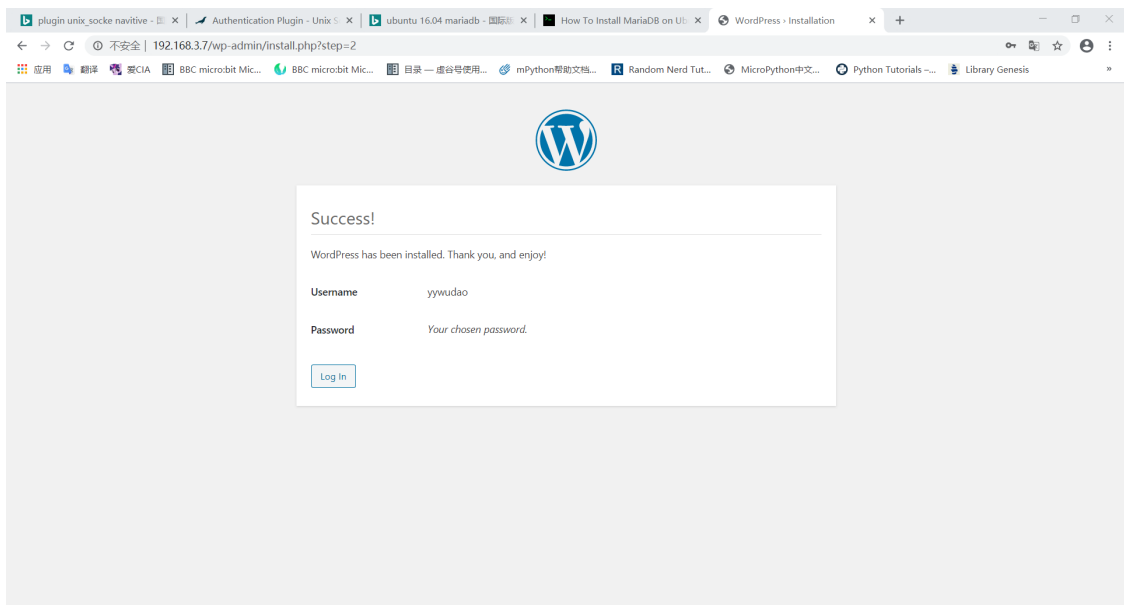 plugin unix_socke navitive - 国
Authentication Plugin - Unix S
ubuntu 16.04 mariadb - 国际版
How To Install MariaDB on Ub
WordPress › Installation
不安全 | 192.168.3.7/wp-admin/install.php?step=2
应用 翻译 爱CIA BBC micro:bit Mic... BBC micro:bit Mic... 目录 — 虚谷号使用... mPython帮助文档... R Random Nerd Tut... MicroPython中文... Python Tutorials –... Library Genesis »
Success!
WordPress has been installed. Thank you, and enjoy!
Username yywudao
Password Your chosen password.
Log In